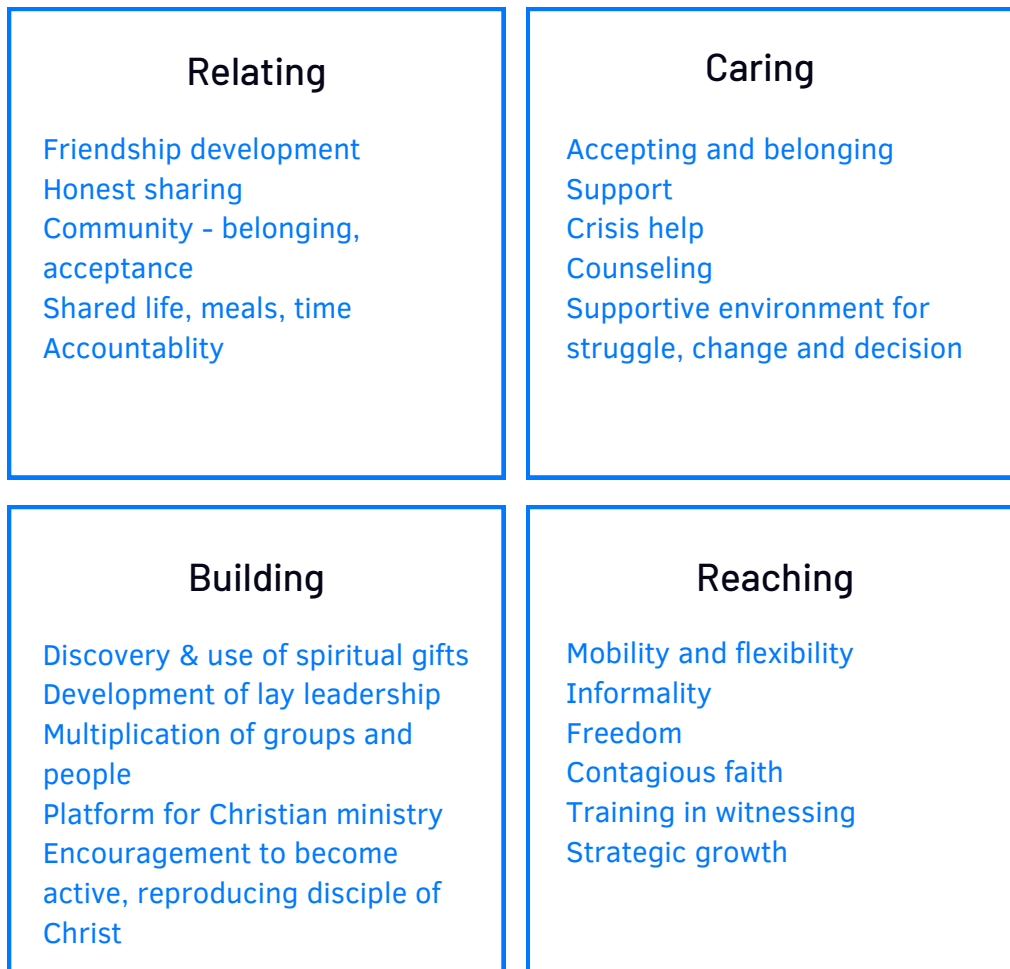 Relating
Friendship development
Honest sharing
Community - belonging,
acceptance
Shared life, meals, time
Accountablity
Caring
Accepting and belonging
Support
Crisis help
Counseling
Supportive environment for
struggle, change and decision
Building
Discovery & use of spiritual gifts
Development of lay leadership
Multiplication of groups and
people
Platform for Christian ministry
Encouragement to become
active, reproducing disciple of
Christ
Reaching
Mobility and flexibility
Informality
Freedom
Contagious faith
Training in witnessing
Strategic growth